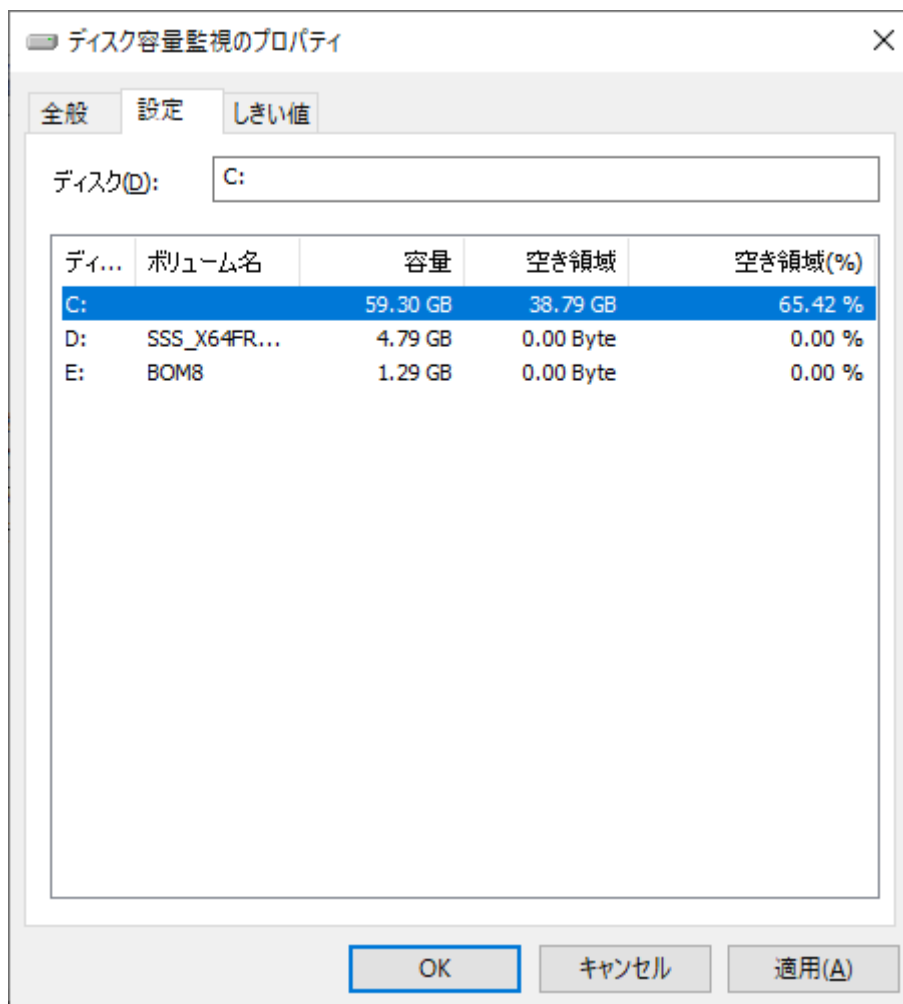 ディスク容量監視のプロパティ
全般 設定 しきい値
ディスク(D): C:
ディ... ボリューム名 容量 空き領域 空き領域(%)
C: 59.30 GB 38.79 GB 65.42 %
D: SSS_X64FR... 4.79 GB 0.00 Byte 0.00 %
E: BOM8 1.29 GB 0.00 Byte 0.00 %
OK キャンセル 適用(A)